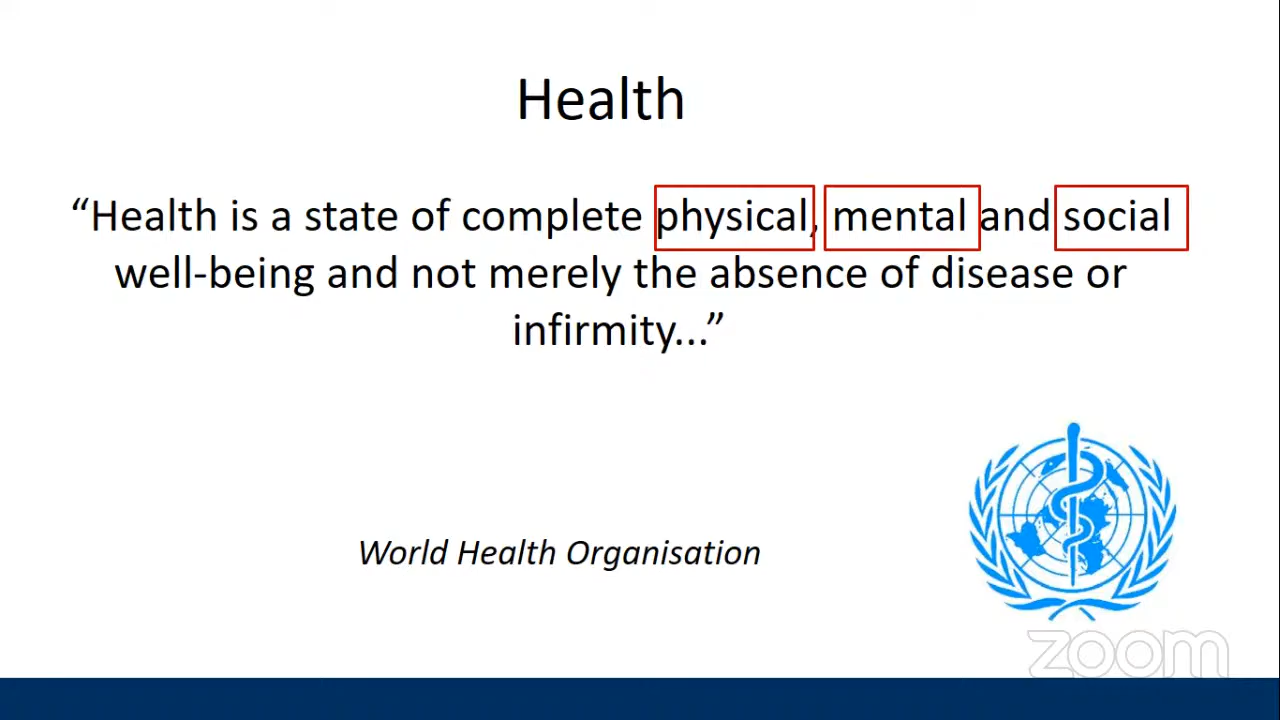 Health
“Health is a state of complete physical, mental and social
well-being and not merely the absence of disease or
infirmity...”
World Health Organisation
zoom